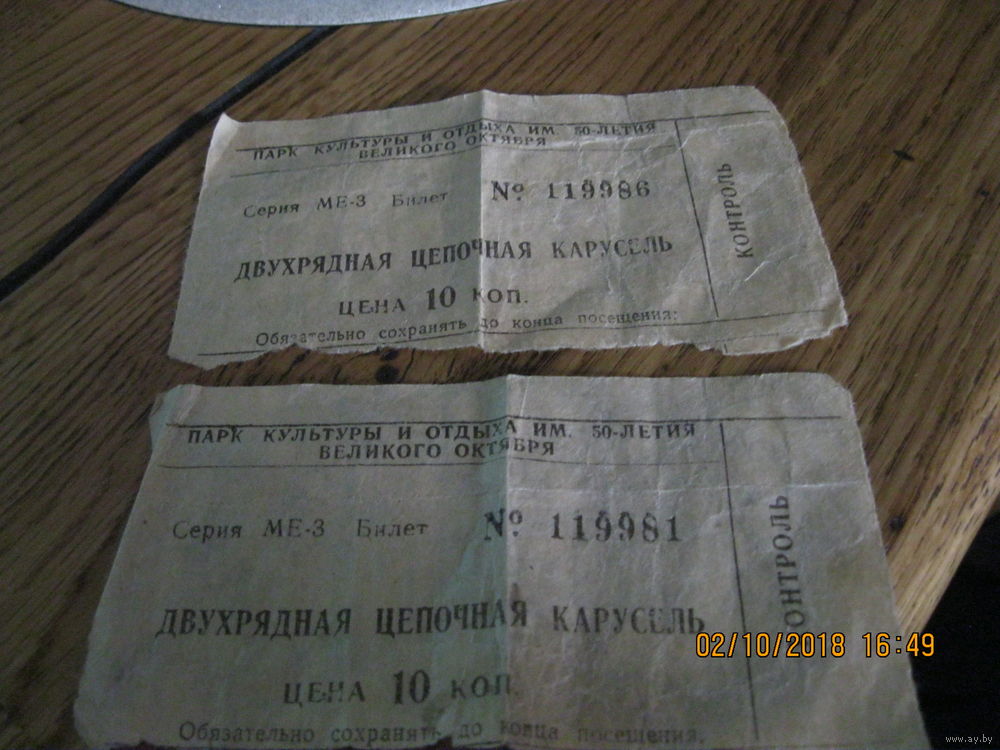 ПАРК КУЛЬТУРЫ И ОТДЫХА ИМ. 50-ЛЕТИЯ
ВЕЛИКОГО ОКТЯБРЯ
Серия МЕ-3 Билет № 119986
ДВУХРЯДНАЯ ЦЕПОЧНАЯ КАРУСЕЛЬ
ЦЕНА 10 КОП.
Обязательно сохранять до конца посещения:
КОНТРОЛЬ
ПАРК КУЛЬТУРЫ И ОТДЫХА ИМ. 50-ЛЕТИЯ
ВЕЛИКОГО ОКТЯБРЯ
Серия МЕ-3 Билет № 119981
ДВУХРЯДНАЯ ЦЕПОЧНАЯ КАРУСЕЛЬ
ЦЕНА 10 КОП.
Обязательно сохранять до конца посещения.
КОНТРОЛЬ
02/10/2018 16:49
www.ay.by